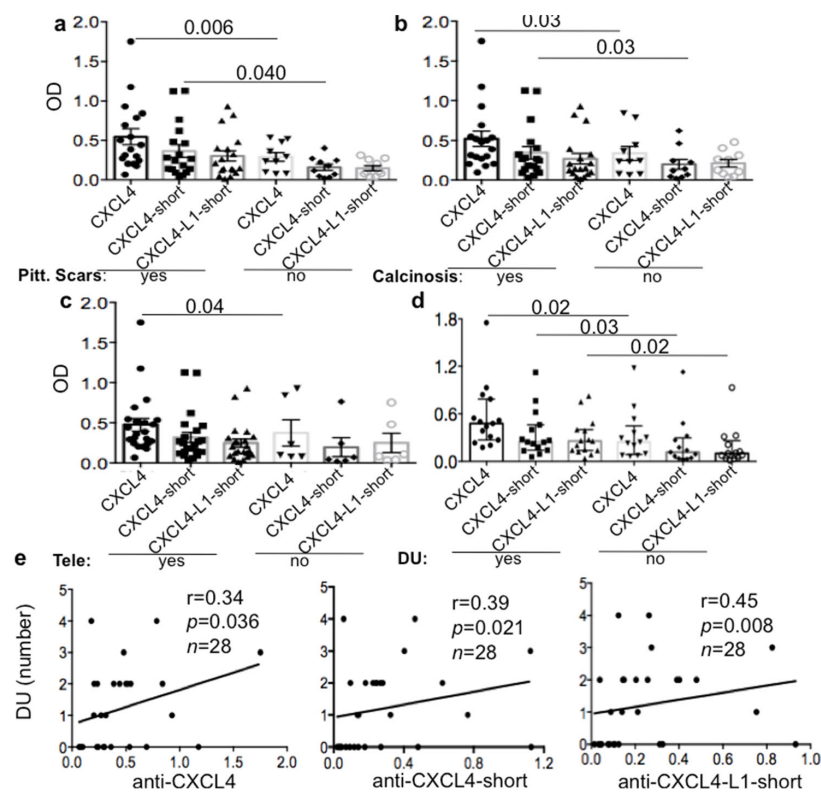 a
b
2.0
1.5
1.0
0.5
0.0
OD
0.006
0.040
CXCL4
CXCL4-short
CXCL4-L1-short
CXCL4
CXCL4-short
CXCL4-L1-short
Pitt. Scars:
yes
no
2.0
1.5
1.0
0.5
0.0
0.03
0.03
CXCL4
CXCL4-short
CXCL4-L1-short
CXCL4
CXCL4-short
CXCL4-L1-short
Calcinosis:
yes
no
c
d
2.0
1.5
1.0
0.5
0.0
OD
0.04
CXCL4
CXCL4-short
CXCL4-L1-short
CXCL4
CXCL4-short
CXCL4-L1-short
Tele:
yes
no
1.8
1.2
0.6
0.0
0.02
0.03
0.02
CXCL4
CXCL4-short
CXCL4-L1-short
CXCL4
CXCL4-short
CXCL4-L1-short
DU:
yes
no
e
DU (number)
5
4
3
2
1
0
r=0.34
p=0.036
n=28
0.0 0.5 1.0 1.5 2.0
anti-CXCL4
5
4
3
2
1
0
r=0.39
p=0.021
n=28
0.0 0.4 0.8 1.2
anti-CXCL4-short
5
4
3
2
1
0
r=0.45
p=0.008
n=28
0.0 0.2 0.4 0.6 0.8 1.0
anti-CXCL4-L1-short